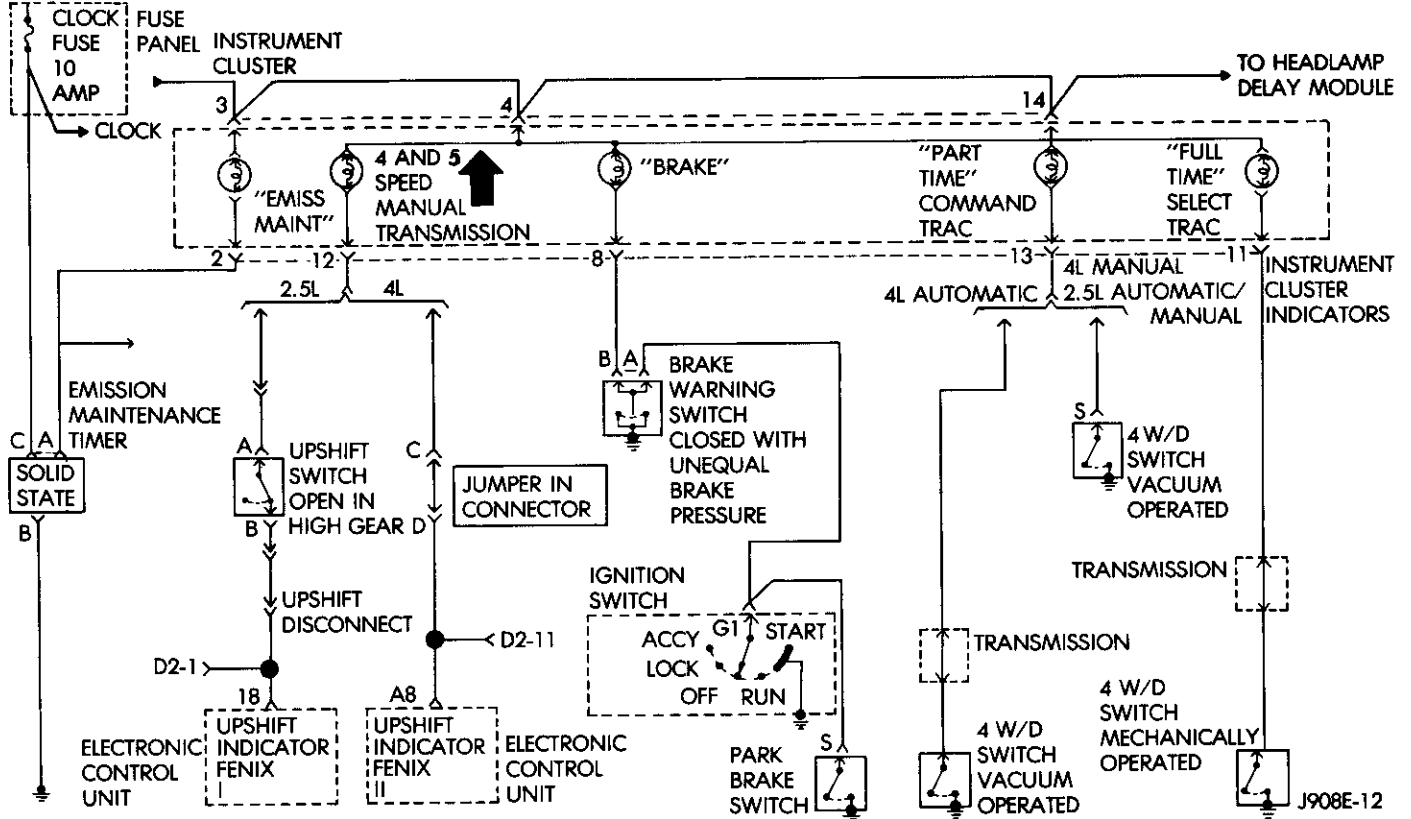 CLOCK
FUSE
10
AMP
FUSE
PANEL
INSTRUMENT
CLUSTER
TO HEADLAMP
DELAY MODULE
CLOCK
3
4
14
"EMISS
MAINT"
4 AND 5
SPEED
MANUAL
TRANSMISSION
"BRAKE"
"PART
TIME"
COMMAND
TRAC
"FULL
TIME"
SELECT
TRAC
2
12
8
13
11
INSTRUMENT
CLUSTER
INDICATORS
2.5L
4L
4L AUTOMATIC
4L MANUAL
2.5L AUTOMATIC/
MANUAL
EMISSION
MAINTENANCE
TIMER
C A
SOLID
STATE
B
A
UPSHIFT
SWITCH
OPEN IN
HIGH GEAR
B
C
D
JUMPER IN
CONNECTOR
B A
BRAKE
WARNING
SWITCH
CLOSED WITH
UNEQUAL
BRAKE
PRESSURE
S
4 W/D
SWITCH
VACUUM
OPERATED
UPSHIFT
DISCONNECT
D2-1
D2-11
18
A8
ELECTRONIC
CONTROL
UNIT
UPSHIFT
INDICATOR
FENIX
I
UPSHIFT
INDICATOR
FENIX
II
ELECTRONIC
CONTROL
UNIT
IGNITION
SWITCH
G1
ACCY
LOCK
OFF
RUN
START
S
PARK
BRAKE
SWITCH
TRANSMISSION
4 W/D
SWITCH
VACUUM
OPERATED
TRANSMISSION
4 W/D
SWITCH
MECHANICALLY
OPERATED
J908E-12